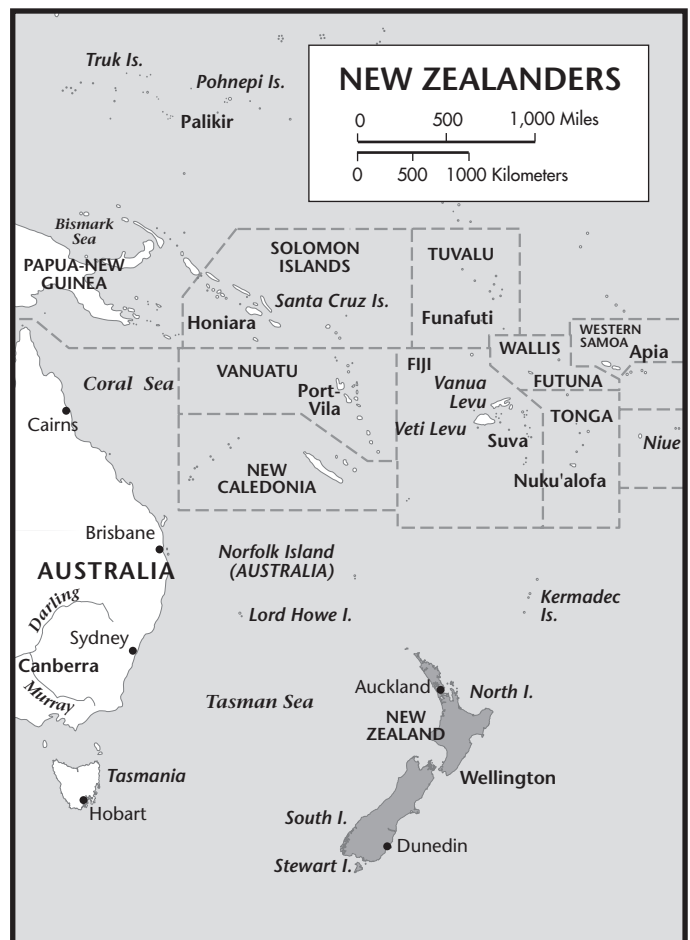 Truk Is.
Pohnepi Is.
Palikir
NEW ZEALANDERS
0 500 1,000 Miles
0 500 1000 Kilometers
Bismark
Sea
PAPUA-NEW
GUINEA
SOLOMON
ISLANDS
Santa Cruz Is.
Honiara
TUVALU
Funafuti
WESTERN
SAMOA
Apia
WALLIS
FUTUNA
Coral Sea
VANUATU
Port-
Vila
FIJI
Vanua
Levu
Veti Levu
Suva
TONGA
Niue
Nuku'alofa
Cairns
NEW
CALEDONIA
Brisbane
AUSTRALIA
Norfolk Island
(AUSTRALIA)
Lord Howe I.
Kermadec
Is.
Darling
Sydney
Canberra
Murray
Tasman Sea
Auckland
North I.
NEW
ZEALAND
Wellington
Tasmania
Hobart
South I.
Dunedin
Stewart I.